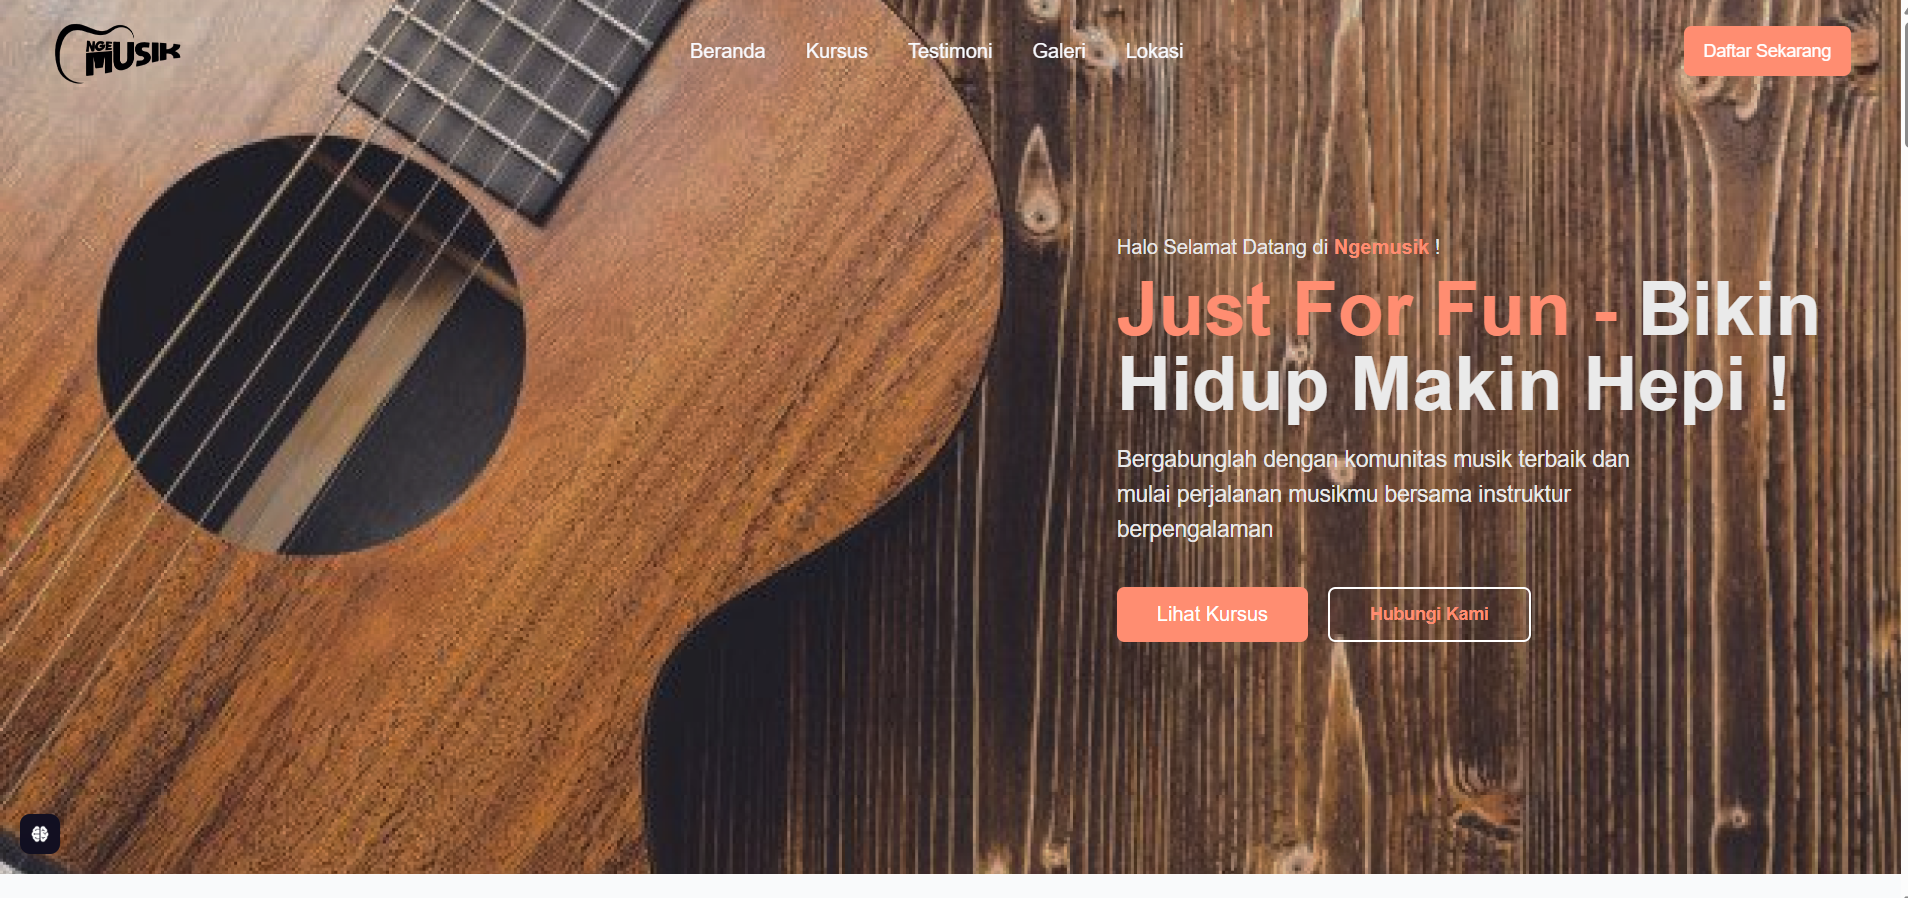 NGE
MUSIK
Beranda Kursus Testimoni Galeri Lokasi
Daftar Sekarang
Halo Selamat Datang di Ngemusik !
Just For Fun - Bikin
Hidup Makin Hepi !
Bergabunglah dengan komunitas musik terbaik dan
mulai perjalanan musikmu bersama instruktur
berpengalaman
Lihat Kursus
Hubungi Kami